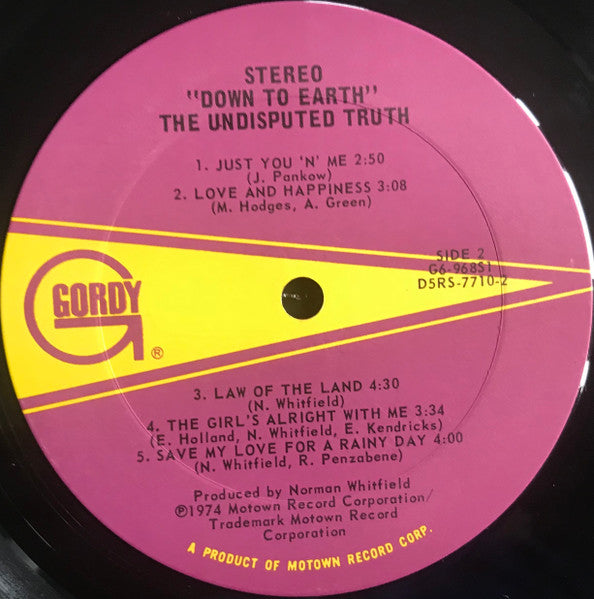 STEREO
"DOWN TO EARTH"
THE UNDISPUTED TRUTH
1. JUST YOU 'N' ME 2:50
(J. Pankow)
2. LOVE AND HAPPINESS 3:08
(M. Hodges, A. Green)
SIDE 2
G6-968S1
D5RS-7710-2
GORDY
G
®
3. LAW OF THE LAND 4:30
(N. Whitfield)
4. THE GIRL'S ALRIGHT WITH ME 3:34
(E. Holland, N. Whitfield, E. Kendricks)
5. SAVE MY LOVE FOR A RAINY DAY 4:00
(N. Whitfield, R. Penzabene)
Produced by Norman Whitfield
℗1974 Motown Record Corporation/
Trademark Motown Record
Corporation
A PRODUCT OF MOTOWN RECORD CORP.